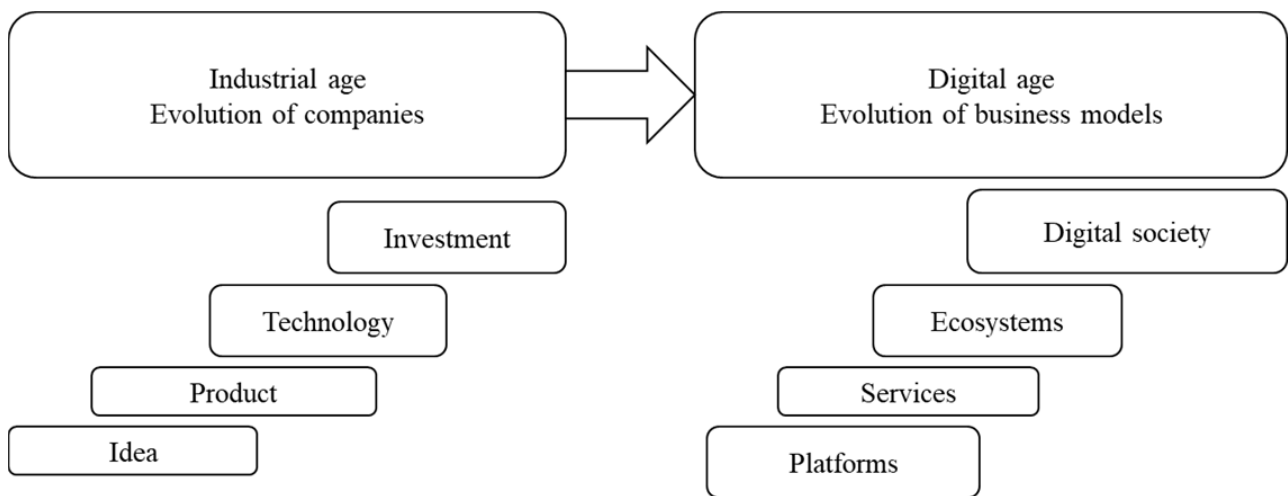 Industrial age
Evolution of companies
Digital age
Evolution of business models
Investment
Technology
Product
Idea
Digital society
Ecosystems
Services
Platforms